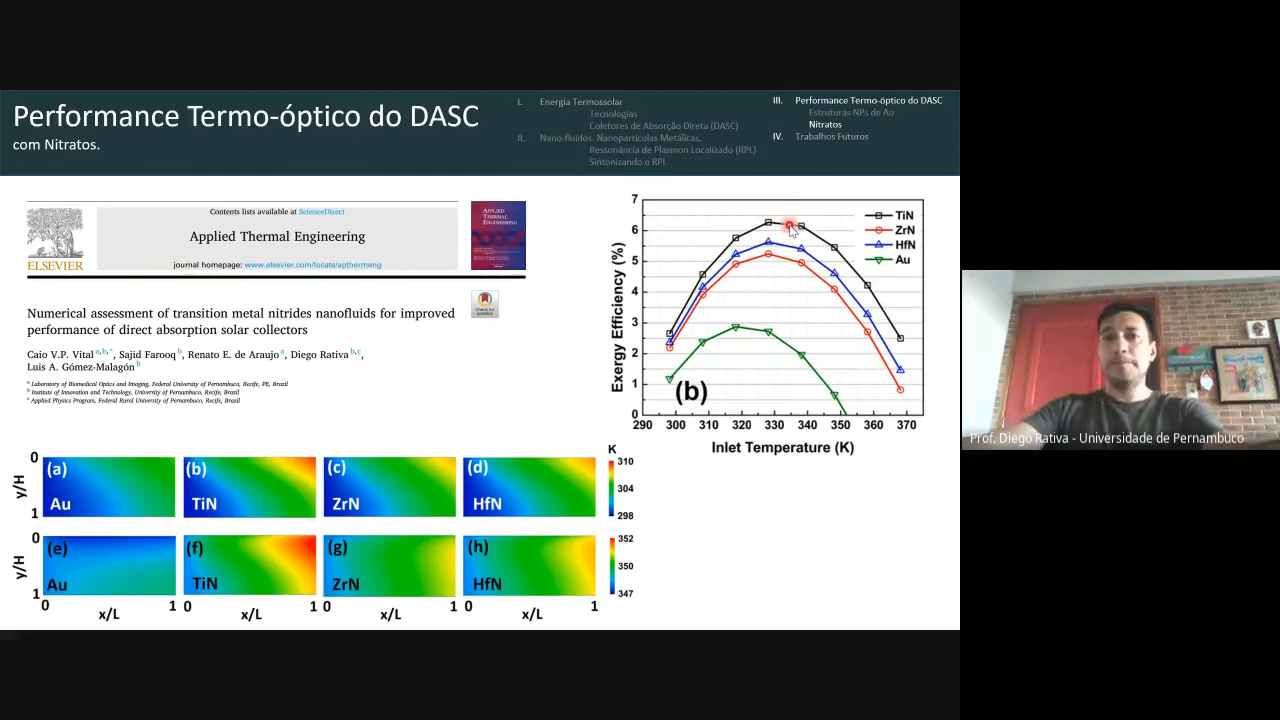 Performance Termo-óptico do DASC
com Nitratos.
I. Energia Termossolar
Tecnologias
Coletores de Absorção Direta (DASC)
II. Nano-fluidos. Nanoparticulas Metálicas.
Ressonância de Plasmon Localizado (RPL)
Sintonizando o RPL
III. Performance Termo-óptico do DASC
Estruturas NPs de Au
Nitratos
IV. Trabalhos Futuros
Contents lists available at ScienceDirect
Applied Thermal Engineering
journal homepage: www.elsevier.com/locate/apthermeng
ELSEVIER
APPLIED
THERMAL
ENGINEERING
Check for
updates
Numerical assessment of transition metal nitrides nanofluids for improved
performance of direct absorption solar collectors
Caio V.P. Vital a,b,*, Sajid Farooq b, Renato E. de Araujo a, Diego Rativa b,c,
Luis A. Gómez-Malagón b
a Laboratory of Biomedical Optics and Imaging, Federal University of Pernambuco, Recife, PE, Brazil
b Institute of Innovation and Technology, University of Pernambuco, Recife, Brazil
c Applied Physics Program, Federal Rural University of Pernambuco, Recife, Brazil
Exergy Efficiency (%)
7
6
5
4
3
2
1
0
TiN
ZrN
HfN
Au
(b)
290 300 310 320 330 340 350 360 370
Inlet Temperature (K)
y/H
0
1
(a)
Au
(b)
TiN
(c)
ZrN
(d)
HfN
K
310
304
298
y/H
0
1
(e)
Au
(f)
TiN
(g)
ZrN
(h)
HfN
352
350
347
0 1 0 1 0 1 0 1
x/L x/L x/L x/L
Prof. Diego Rativa - Universidade de Pernambuco